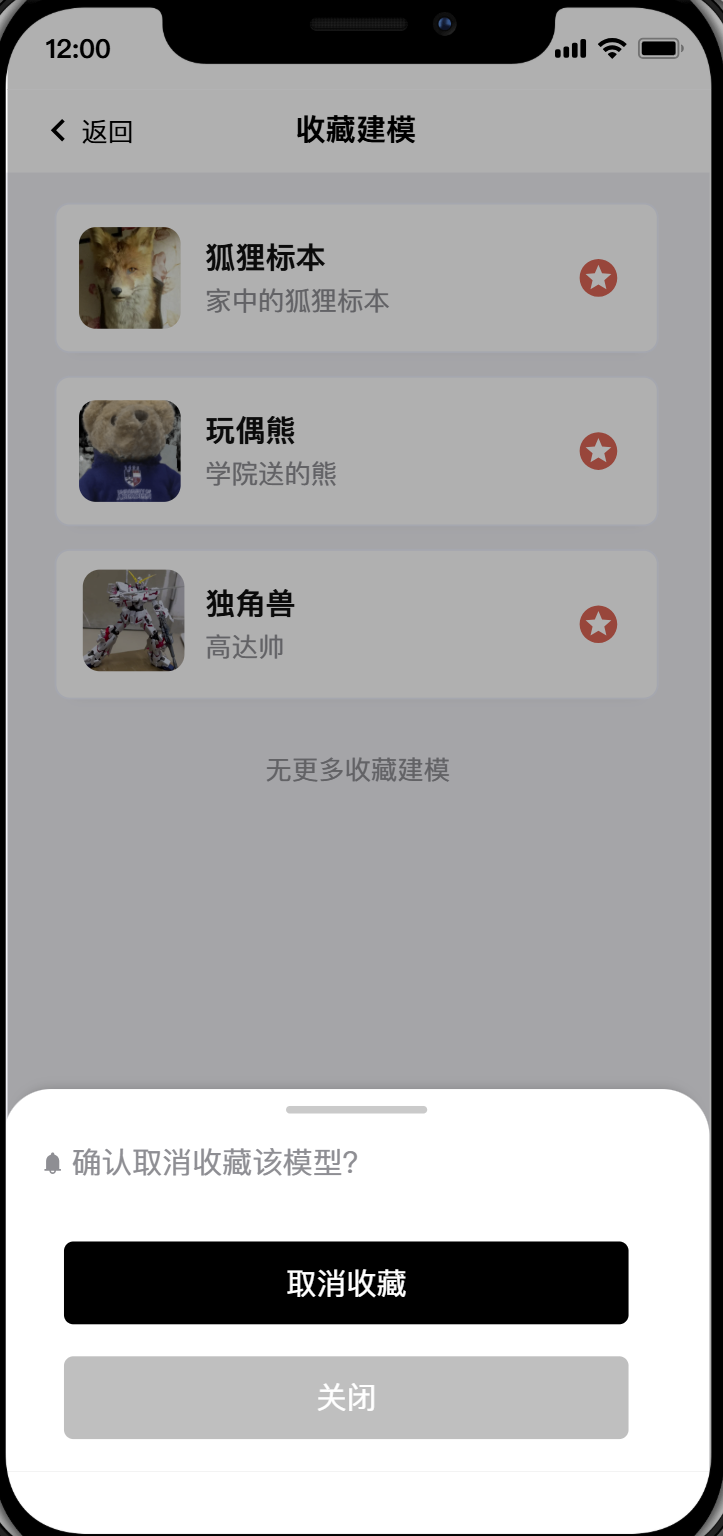 12:00
返回
收藏建模
狐狸标本
家中的狐狸标本
玩偶熊
学院送的熊
独角兽
高达帅
无更多收藏建模
确认取消收藏该模型?
取消收藏
关闭